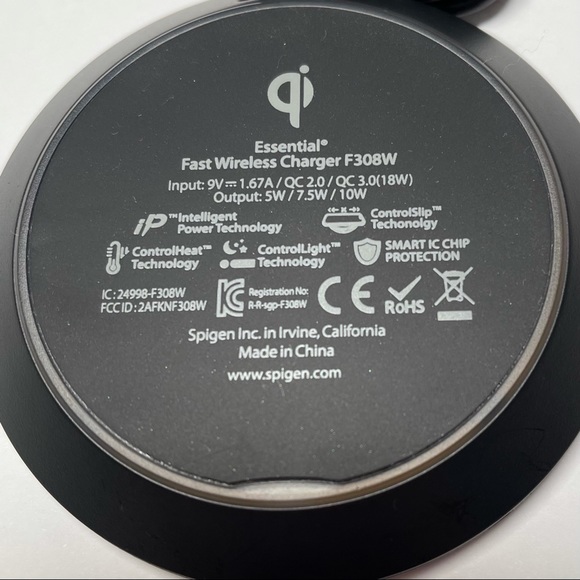 qi
Essential®
Fast Wireless Charger F308W
Input: 9V⎓1.67A / QC 2.0 / QC 3.0(18W)
Output: 5W / 7.5W / 10W
iP™Intelligent
Power Technology
ControlSlip™
Techonolgy
ControlHeat™
Technology
ControlLight™
Technology
SMART IC CHIP
PROTECTION
IC : 24998-F308W
FCC ID : 2AFKNF308W
Registration No:
R-R-sgp-F308W
CE
RoHS
Spigen Inc. in Irvine, California
Made in China
www.spigen.com